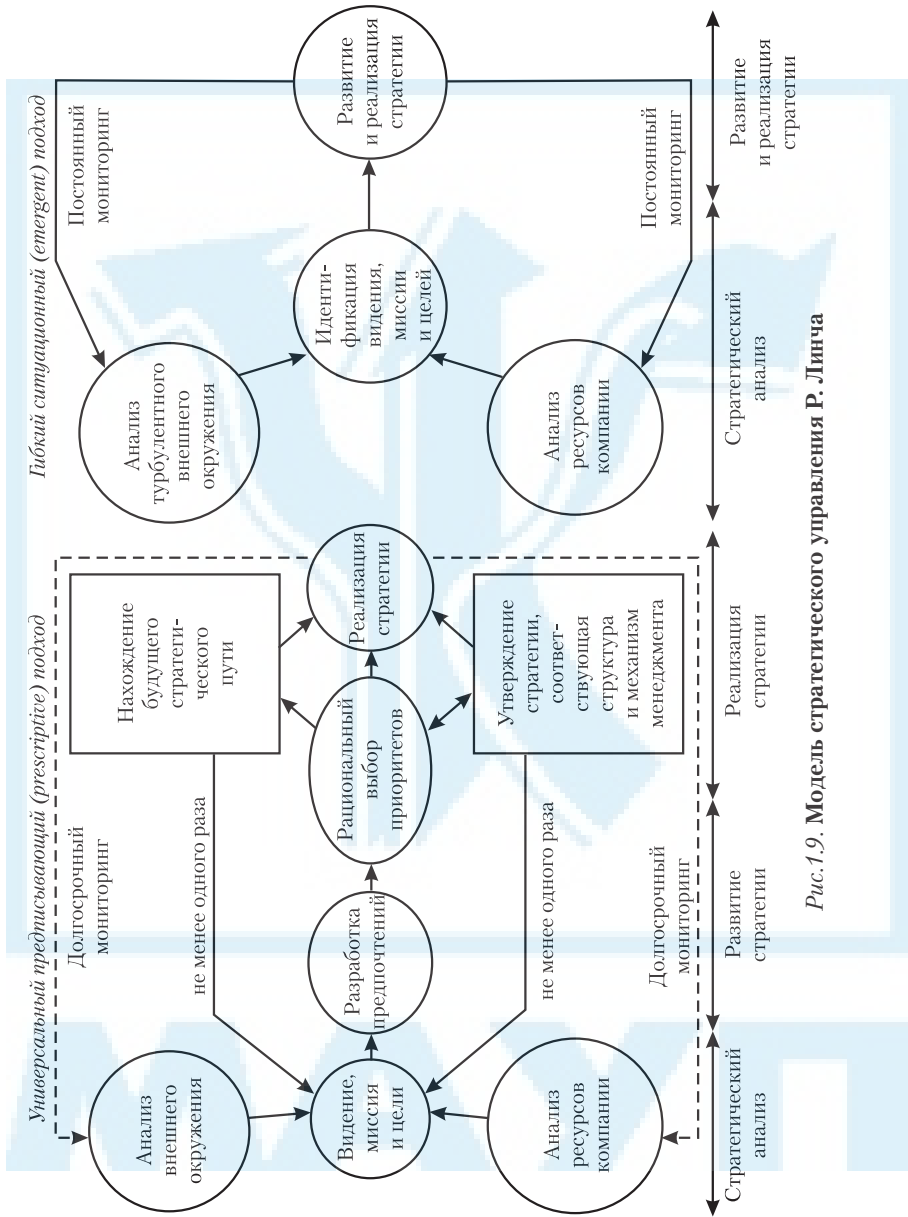 Универсальный предписывающий (prescriptive) подход
Долгосрочный
мониторинг
не менее одного раза
Анализ
внешнего
окружения
Видение,
миссия
и цели
Анализ
ресурсов
компании
Разработка
предпочтений
Рациональный
выбор
приоритетов
Нахождение
будущего
стратеги-
ческого
пути
Реализация
стратегии
Утверждение
стратегии,
соответ-
ствующая
структура
и механизм
менеджмента
не менее одного раза
Долгосрочный
мониторинг
Стратегический
анализ
Развитие
стратегии
Реализация
стратегии
Гибкий ситуационный (emergent) подход
Постоянный
мониторинг
Анализ
турбулентного
внешнего
окружения
Иденти-
фикация
видения,
миссии
и целей
Развитие
и реализация
стратегии
Анализ
ресурсов
компании
Постоянный
мониторинг
Стратегический
анализ
Развитие
и реализация
стратегии
Рис.1.9. Модель стратегического управления Р. Линча